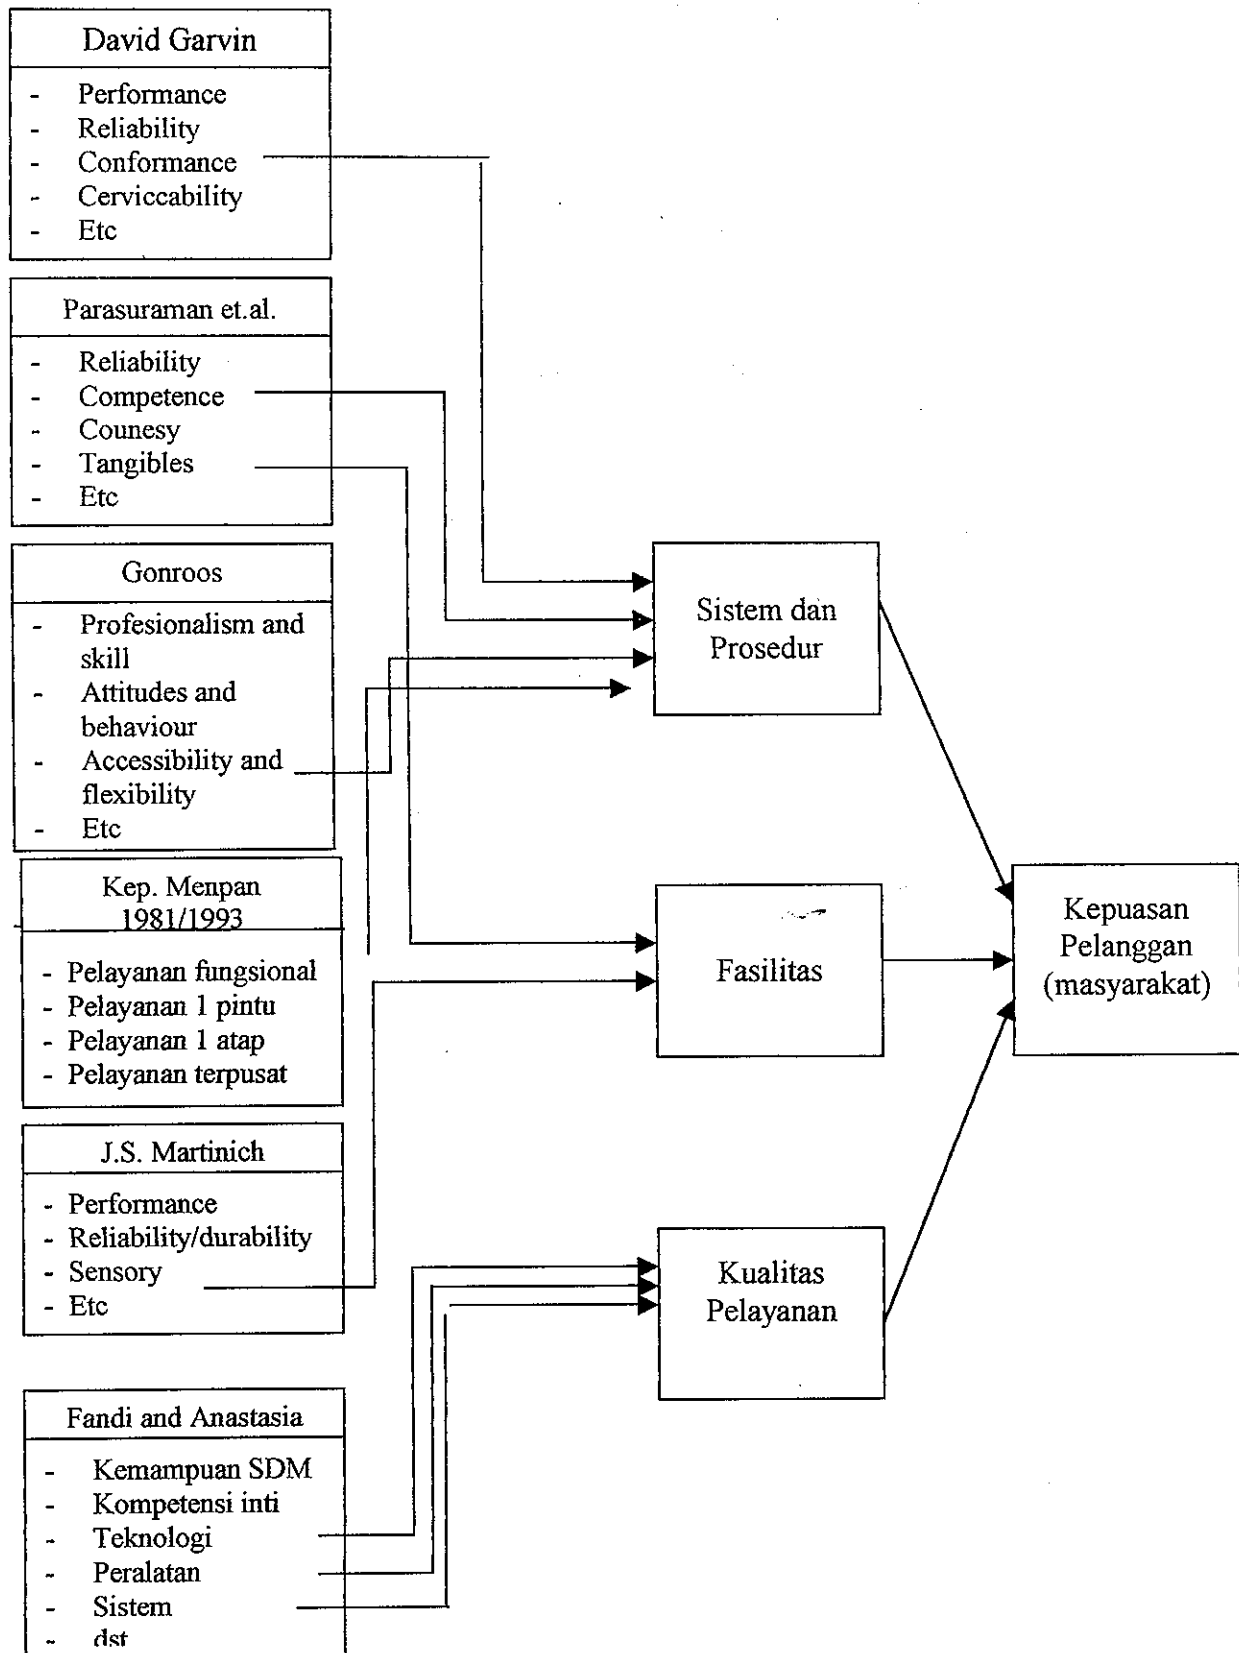 David Garvin
- Performance
- Reliability
- Conformance
- Cerviccability
- Etc
Parasuraman et.al.
- Reliability
- Competence
- Counesy
- Tangibles
- Etc
Gonroos
- Profesionalism and
skill
- Attitudes and
behaviour
- Accessibility and
flexibility
- Etc
Kep. Menpan
1981/1993
- Pelayanan fungsional
- Pelayanan 1 pintu
- Pelayanan 1 atap
- Pelayanan terpusat
J.S. Martinich
- Performance
- Reliability/durability
- Sensory
- Etc
Fandi and Anastasia
- Kemampuan SDM
- Kompetensi inti
- Teknologi
- Peralatan
- Sistem
- dst
Sistem dan
Prosedur
Fasilitas
Kualitas
Pelayanan
Kepuasan
Pelanggan
(masyarakat)